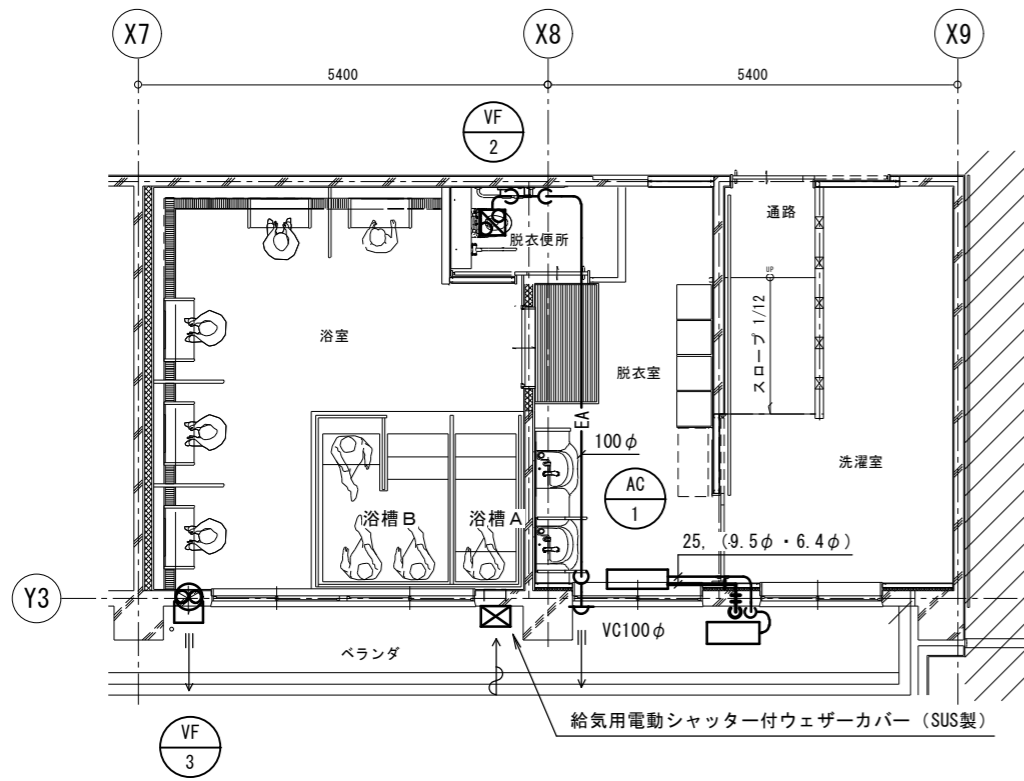 X7
X8
X9
5400
5400
VF
2
通路
脱衣便所
UP
スロープ 1/12
浴室
脱衣室
EA
100φ
洗濯室
AC
1
浴槽B
浴槽A
25, (9.5φ・6.4φ)
Y3
VC100φ
ベランダ
給気用電動シャッター付ウェザーカバー（SUS製）
VF
3